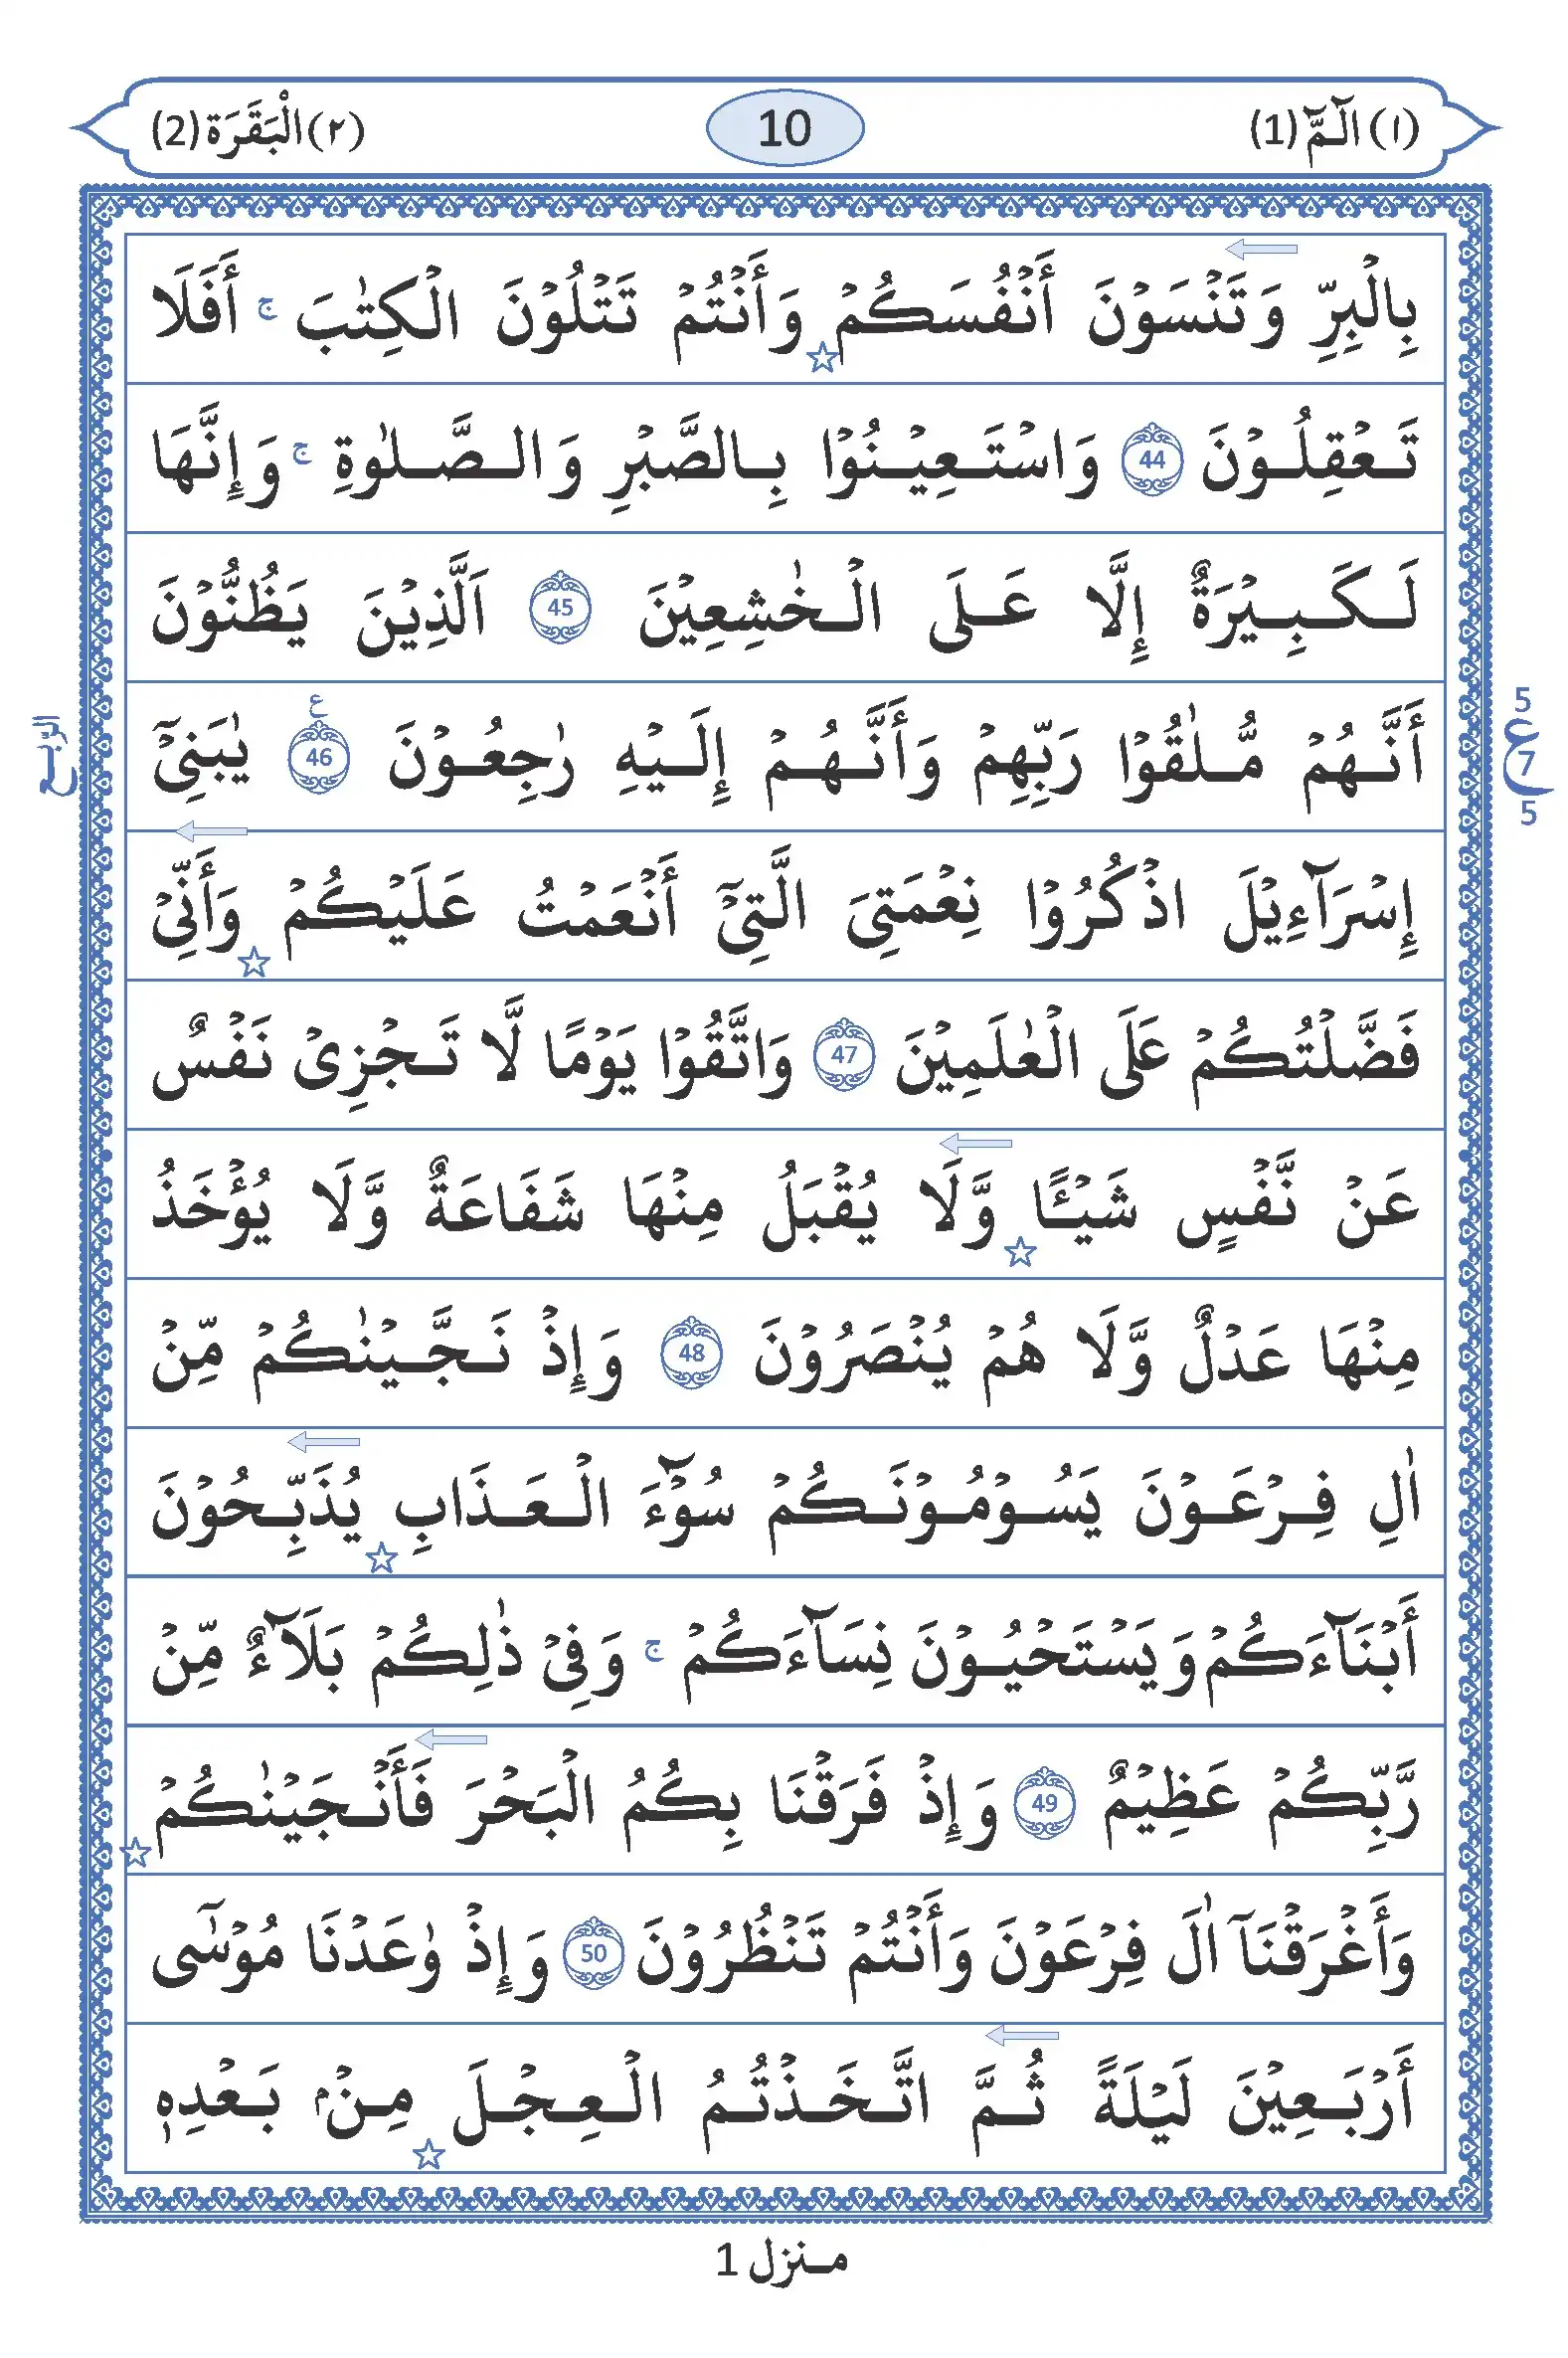 (۱) الٓمّٓ (1)
10
(۲) الْبَقَرَة (2)
بِالْبِرِّ وَتَنْسَوْنَ أَنْفُسَكُمْ وَأَنْتُمْ تَتْلُوْنَ الْكِتٰبَ ج أَفَلَا
تَعْقِلُوْنَ 44 وَاسْتَعِيْنُوْا بِالصَّبْرِ وَالصَّلٰوةِ ج وَإِنَّهَا
لَكَبِيْرَةٌ إِلَّا عَلَى الْخٰشِعِيْنَ 45 اَلَّذِيْنَ يَظُنُّوْنَ
أَنَّهُمْ مُّلٰقُوْا رَبِّهِمْ وَأَنَّهُمْ إِلَيْهِ رٰجِعُوْنَ 46 ع يٰبَنِيْٓ
5 ع 7 5
الربع
إِسْرَآءِيْلَ اذْكُرُوْا نِعْمَتِيَ الَّتِيْٓ أَنْعَمْتُ عَلَيْكُمْ وَأَنِّيْ
فَضَّلْتُكُمْ عَلَى الْعٰلَمِيْنَ 47 وَاتَّقُوْا يَوْمًا لَّا تَجْزِيْ نَفْسٌ
عَنْ نَّفْسٍ شَيْـًٔا وَّلَا يُقْبَلُ مِنْهَا شَفَاعَةٌ وَّلَا يُؤْخَذُ
مِنْهَا عَدْلٌ وَّلَا هُمْ يُنْصَرُوْنَ 48 وَإِذْ نَجَّيْنٰكُمْ مِّنْ
اٰلِ فِرْعَوْنَ يَسُوْمُوْنَكُمْ سُوْٓءَ الْعَذَابِ يُذَبِّحُوْنَ
أَبْنَآءَكُمْ وَيَسْتَحْيُوْنَ نِسَآءَكُمْ ج وَفِيْ ذٰلِكُمْ بَلَآءٌ مِّنْ
رَّبِّكُمْ عَظِيْمٌ 49 وَإِذْ فَرَقْنَا بِكُمُ الْبَحْرَ فَأَنْجَيْنٰكُمْ
وَأَغْرَقْنَآ اٰلَ فِرْعَوْنَ وَأَنْتُمْ تَنْظُرُوْنَ 50 وَإِذْ وٰعَدْنَا مُوْسٰٓى
أَرْبَعِيْنَ لَيْلَةً ثُمَّ اتَّخَذْتُمُ الْعِجْلَ مِنْۢ بَعْدِهٖ
منزل 1